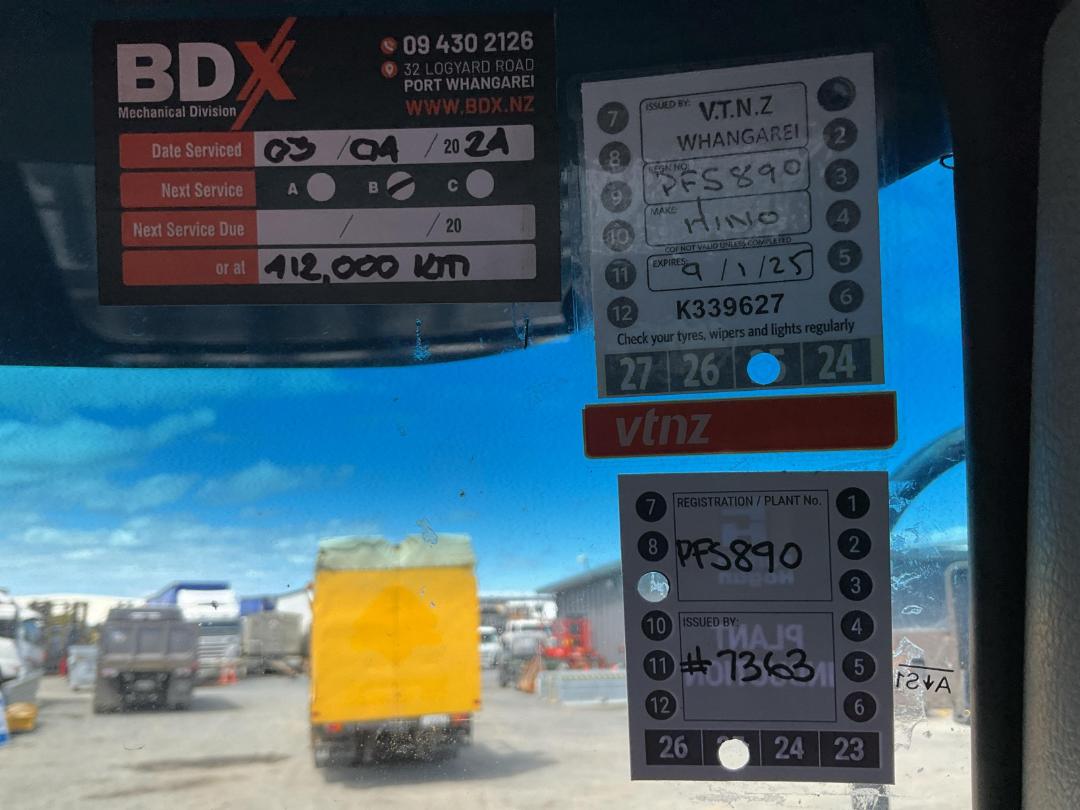 BDX
Mechanical Division
09 430 2126
32 LOGYARD ROAD
PORT WHANGAREI
WWW.BDX.NZ
Date Serviced 03 / 04 / 20 24
Next Service A B C
Next Service Due / / 20
or at 412,000 KM
7 8 9 10 11 12
ISSUED BY: V.T.N.Z
WHANGAREI
REGN NO. PFS890
MAKE: HINO
COF NOT VALID UNLESS COMPLETED
EXPIRES: 9/1/25
K339627
2 3 4 5 6
Check your tyres, wipers and lights regularly
27 26 24
vtnz
7 8 10 11 12
REGISTRATION / PLANT No.
PFS890
ISSUED BY:
#7363
1 2 3 4 5 6
26 24 23